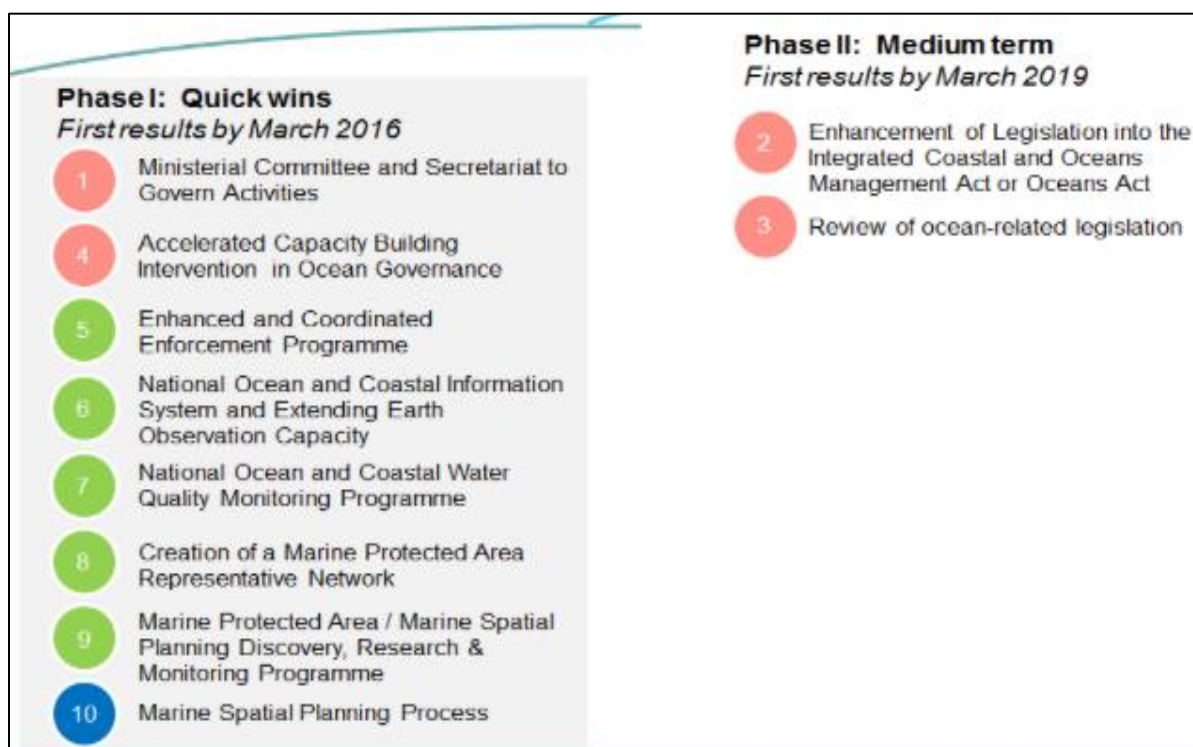 Phase I: Quick wins
First results by March 2016
1
Ministerial Committee and Secretariat to
Govern Activities
4
Accelerated Capacity Building
Intervention in Ocean Governance
5
Enhanced and Coordinated
Enforcement Programme
6
National Ocean and Coastal Information
System and Extending Earth
Observation Capacity
7
National Ocean and Coastal Water
Quality Monitoring Programme
8
Creation of a Marine Protected Area
Representative Network
9
Marine Protected Area / Marine Spatial
Planning Discovery, Research &
Monitoring Programme
10
Marine Spatial Planning Process
Phase II: Medium term
First results by March 2019
2
Enhancement of Legislation into the
Integrated Coastal and Oceans
Management Act or Oceans Act
3
Review of ocean-related legislation